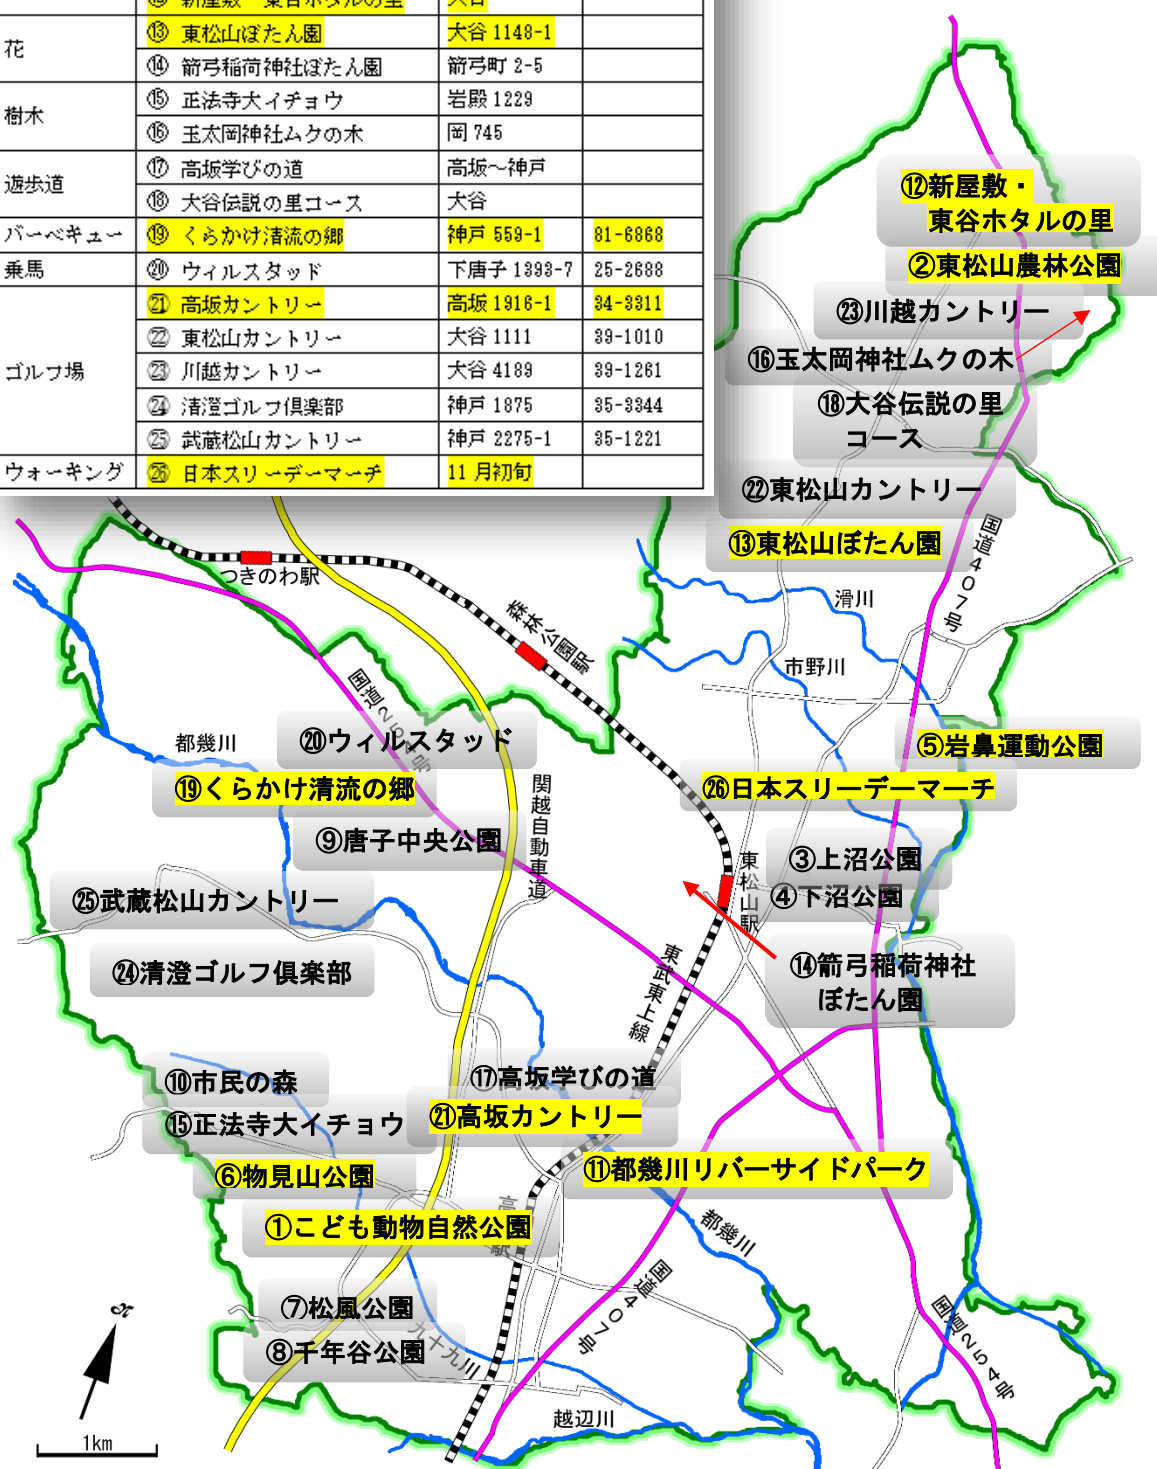 ⑫ 新屋敷・東谷ホタルの里 大谷
花
⑬ 東松山ぼたん園 大谷 1148-1
⑭ 箭弓稲荷神社ぼたん園 箭弓町 2-5
樹木
⑮ 正法寺大イチョウ 岩殿 1229
⑯ 玉太岡神社ムクの木 岡 745
遊歩道
⑰ 高坂学びの道 高坂～神戸
⑱ 大谷伝説の里コース 大谷
バーベキュー ⑲ くらかけ清流の郷 神戸 559-1 81-6868
乗馬 ⑳ ウィルスタッド 下唐子 1393-7 25-2688
ゴルフ場
㉑ 高坂カントリー 高坂 1916-1 34-3311
㉒ 東松山カントリー 大谷 1111 39-1010
㉓ 川越カントリー 大谷 4189 39-1261
㉔ 清澄ゴルフ倶楽部 神戸 1875 35-3344
㉕ 武蔵松山カントリー 神戸 2275-1 35-1221
ウォーキング ㉖ 日本スリーデーマーチ 11 月初旬
⑫新屋敷・
東谷ホタルの里
②東松山農林公園
㉓川越カントリー
⑯玉太岡神社ムクの木
⑱大谷伝説の里
コース
㉒東松山カントリー
⑬東松山ぼたん園
国道407号
つきのわ駅
森林公園駅
滑川
市野川
国道254号
都幾川
⑳ウィルスタッド
⑤岩鼻運動公園
⑲くらかけ清流の郷
㉖日本スリーデーマーチ
関越自動車道
⑨唐子中央公園
③上沼公園
東松山駅
④下沼公園
㉕武蔵松山カントリー
㉔清澄ゴルフ倶楽部
東武東上線
⑭箭弓稲荷神社
ぼたん園
⑩市民の森
⑰高坂学びの道
⑮正法寺大イチョウ
㉑高坂カントリー
⑥物見山公園
⑪都幾川リバーサイドパーク
高
駅
①こども動物自然公園
都幾川
⑦松風公園
国道407号
国道254号
⑧千年谷公園
九十九川
越辺川
1km